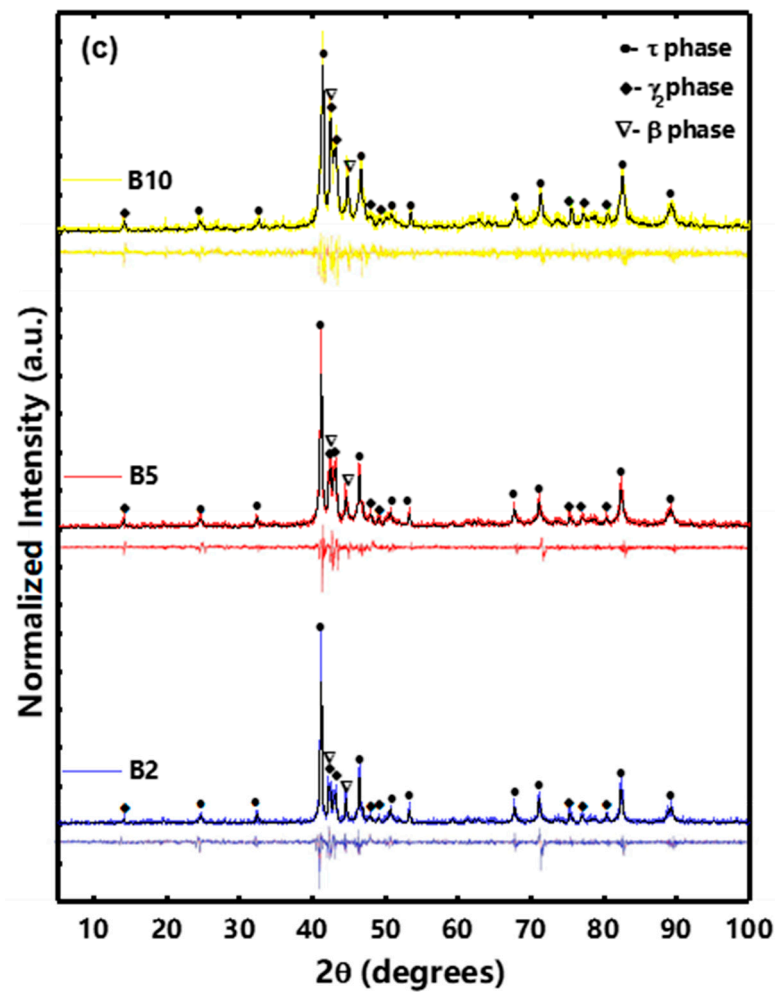 (c)
●- τ phase
◆- γ2 phase
▽- β phase
B10
B5
B2
Normalized Intensity (a.u.)
10 20 30 40 50 60 70 80 90 100
2θ (degrees)